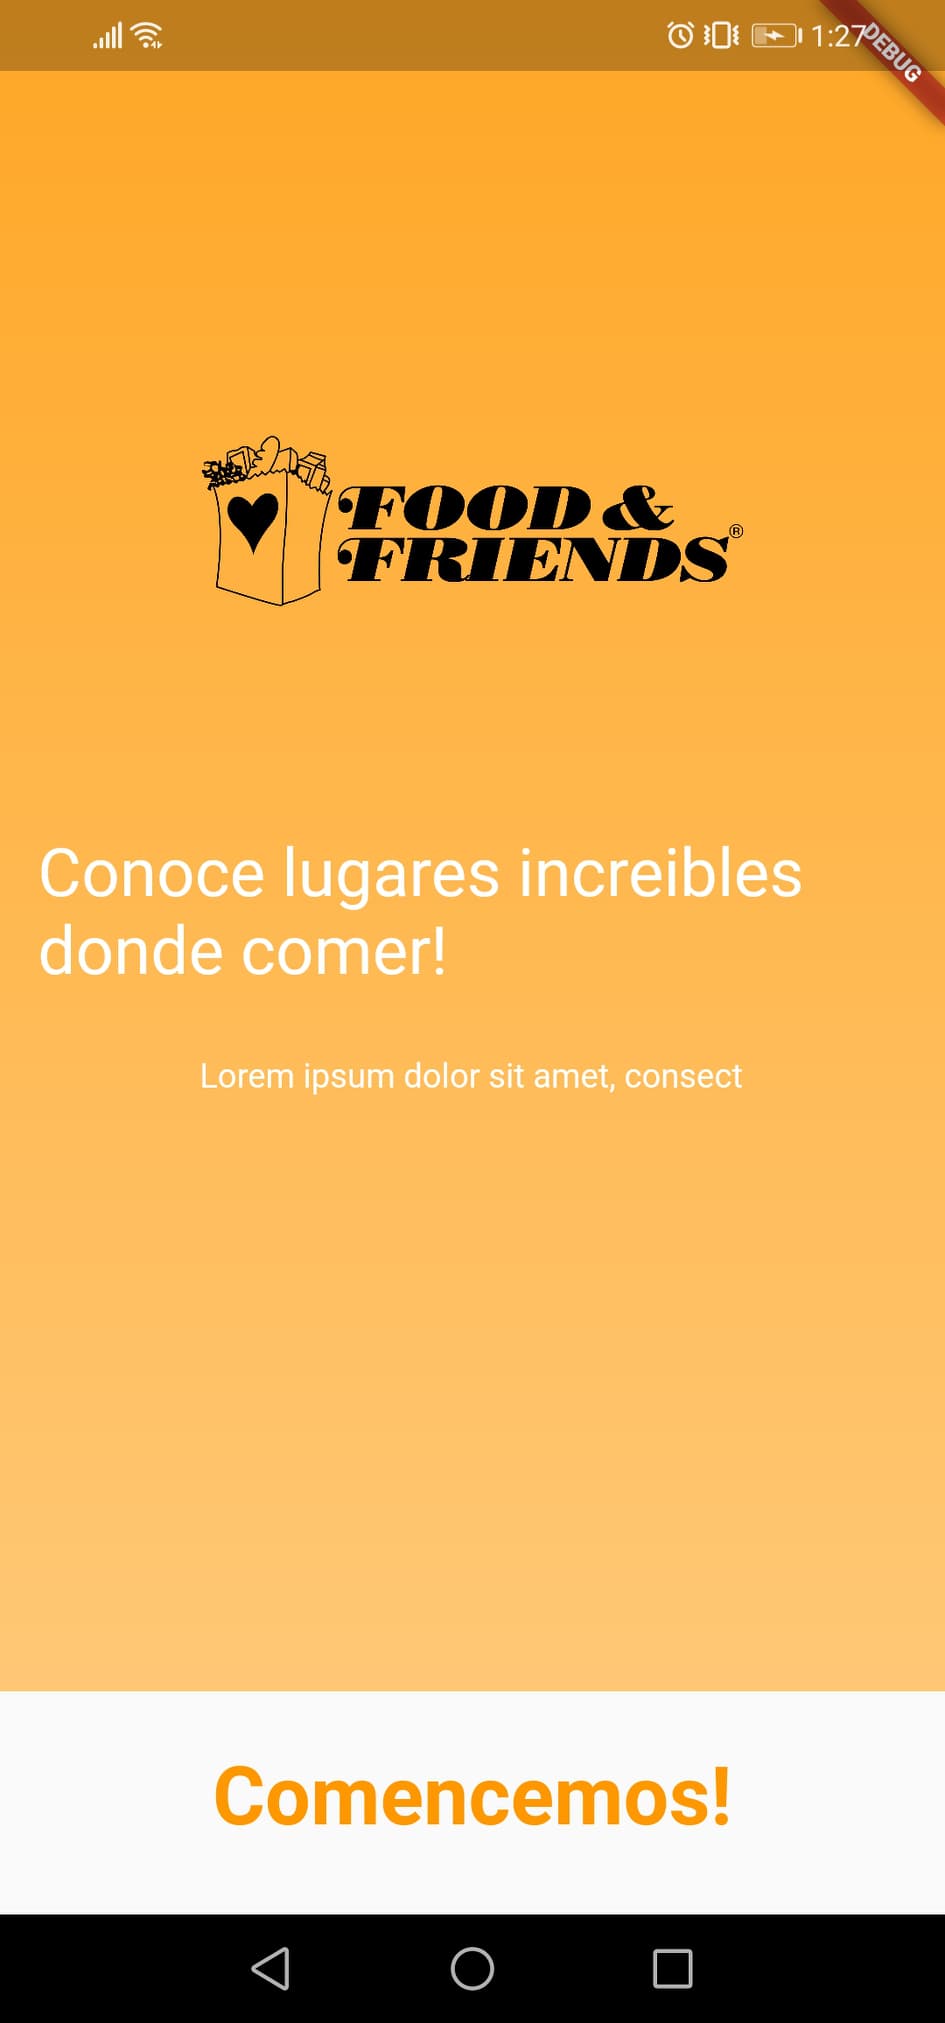 1:27
DEBUG
FOOD &
FRIENDS®
Conoce lugares increibles
donde comer!
Lorem ipsum dolor sit amet, consect
Comencemos!